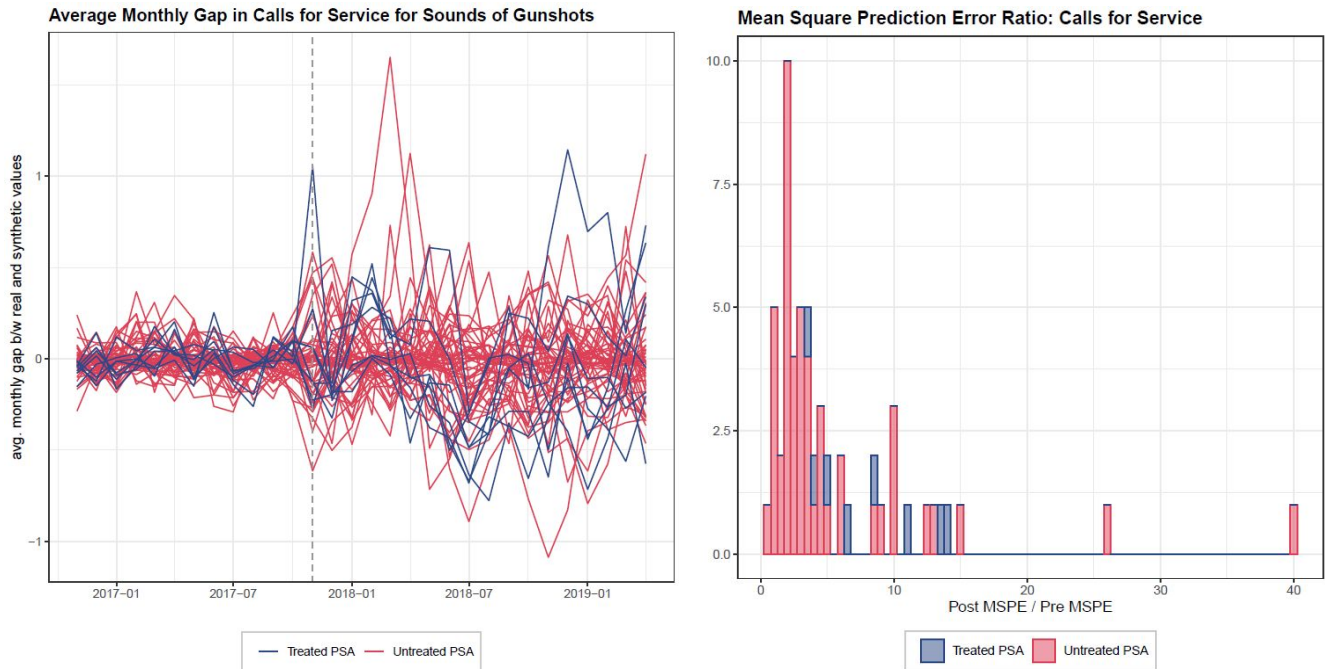 Average Monthly Gap in Calls for Service for Sounds of Gunshots
avg. monthly gap b/w real and synthetic values
1
0
−1
2017−01
2017−07
2018−01
2018−07
2019−01
Treated PSA
Untreated PSA
Mean Square Prediction Error Ratio: Calls for Service
10.0
7.5
5.0
2.5
0.0
0
10
20
30
40
Post MSPE / Pre MSPE
Treated PSA
Untreated PSA